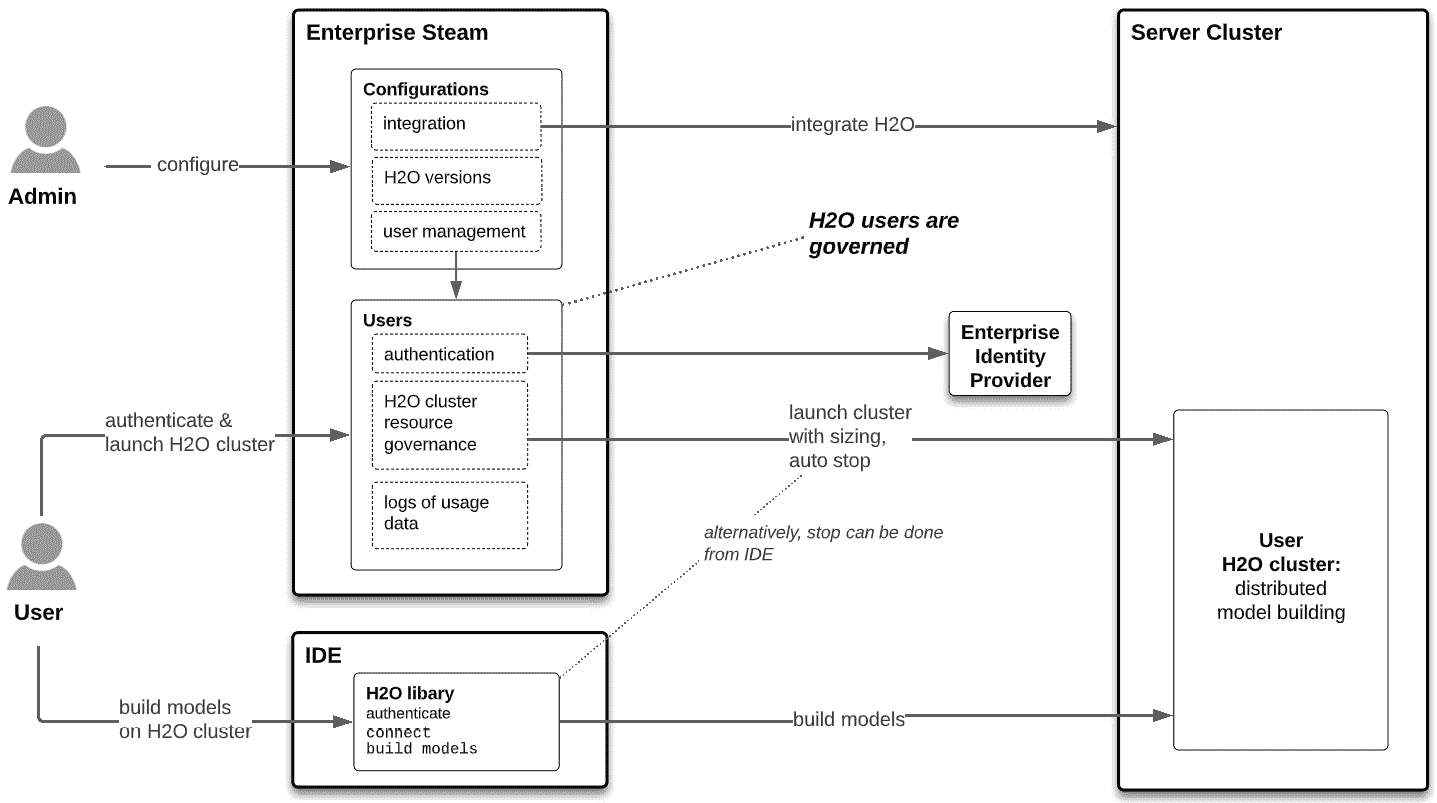 Enterprise Steam
Server Cluster
Configurations
integration
integrate H2O
configure
H2O versions
Admin
user management
H2O users are
governed
Users
authentication
Enterprise
Identity
Provider
H2O cluster
resource
governance
authenticate &
launch H2O cluster
launch cluster
with sizing,
auto stop
logs of usage
data
alternatively, stop can be done
from IDE
User
H2O cluster:
distributed
model building
User
IDE
H2O libary
authenticate
connect
build models
build models
on H2O cluster
build models